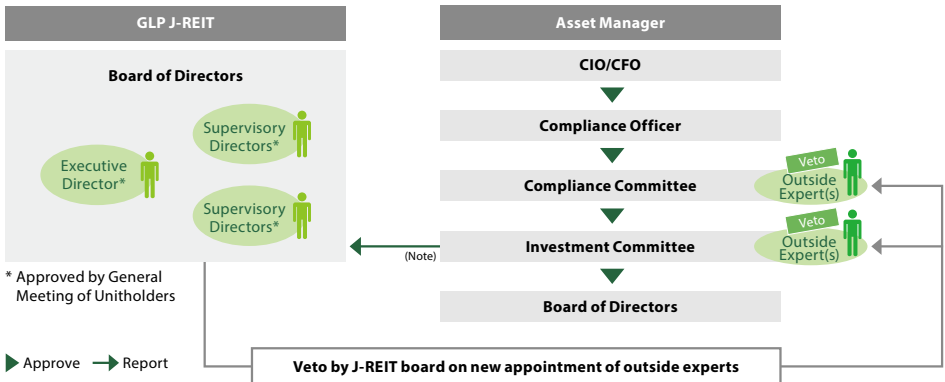 GLP J-REIT
Board of Directors
Executive
Director*
Supervisory
Directors*
Supervisory
Directors*
* Approved by General
Meeting of Unitholders
Approve
Report
Asset Manager
CIO/CFO
Compliance Officer
Compliance Committee
Veto
Outside
Expert(s)
Investment Committee
Veto
Outside
Expert(s)
(Note)
Board of Directors
Veto by J-REIT board on new appointment of outside experts